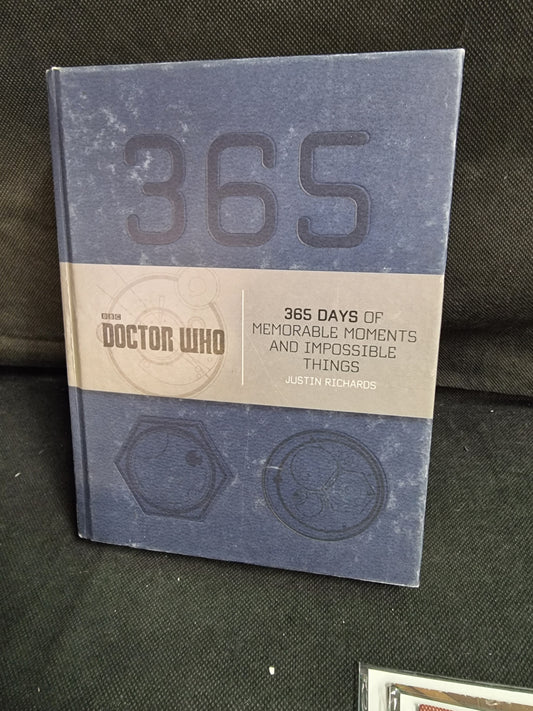 365
BBC
DOCTOR WHO
365 DAYS OF
MEMORABLE MOMENTS
AND IMPOSSIBLE
THINGS
JUSTIN RICHARDS